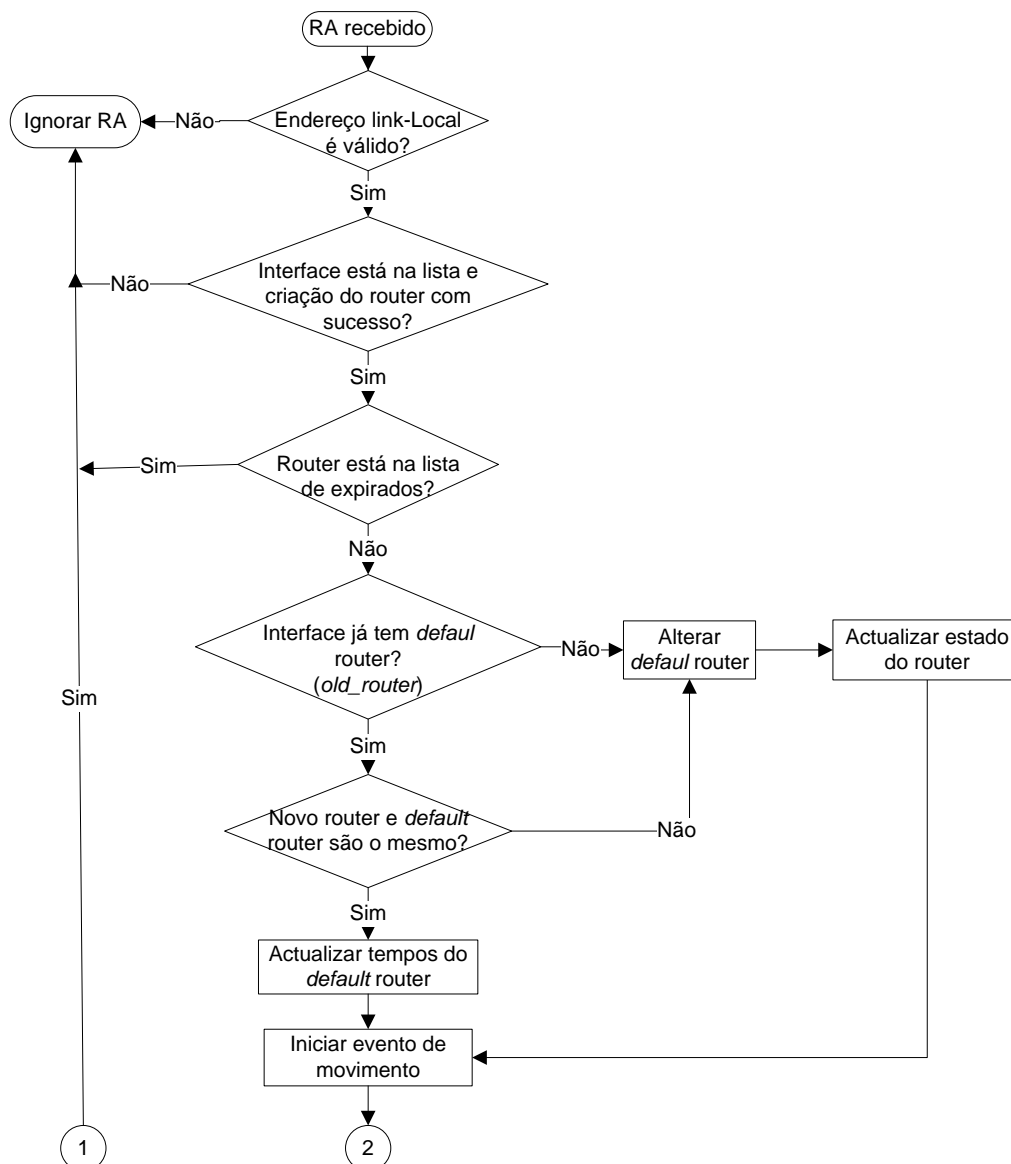 RA recebido
Ignorar RA
Não
Endereço link-Local
é válido?
Sim
Não
Interface está na lista e
criação do router com
sucesso?
Sim
Sim
Router está na lista
de expirados?
Não
Interface já tem defaul
router?
(old_router)
Não
Alterar
defaul router
Actualizar estado
do router
Sim
Sim
Novo router e default
router são o mesmo?
Não
Sim
Actualizar tempos do
default router
Iniciar evento de
movimento
1
2